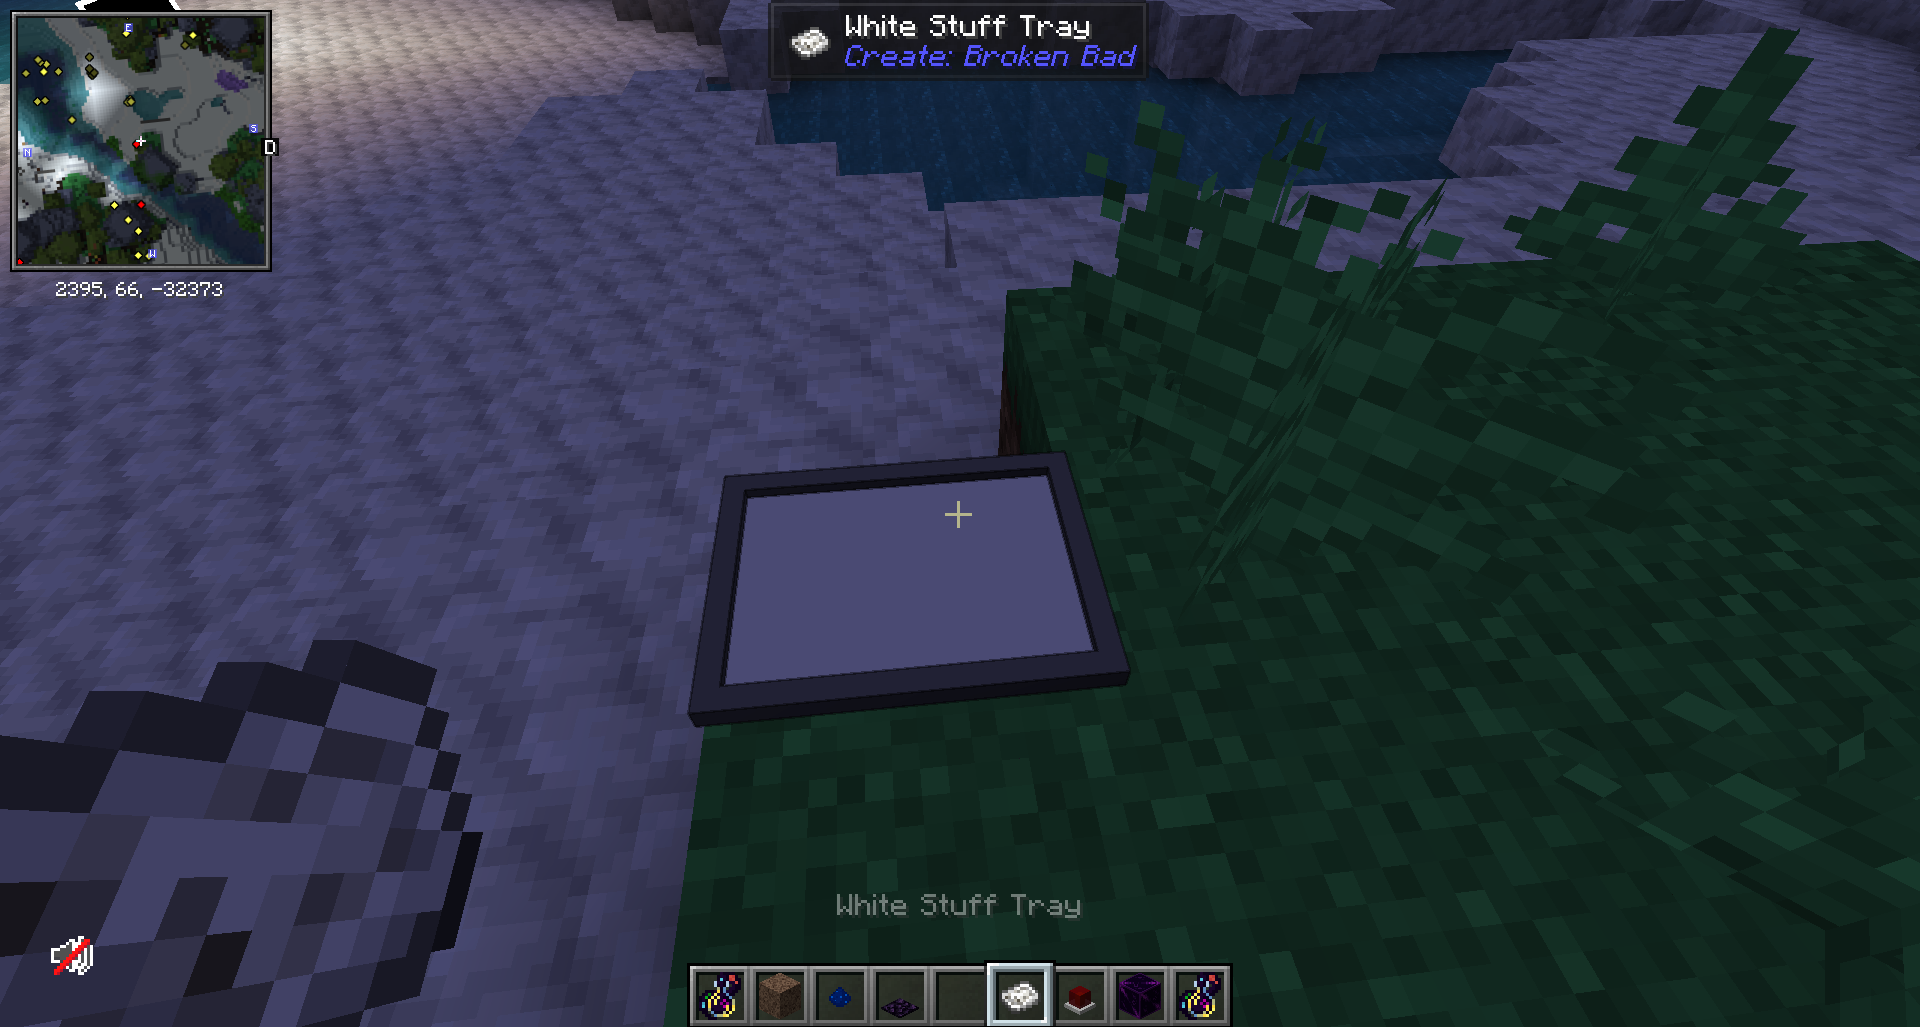 E
S
N
D
W
2395, 66, -32373
White Stuff Tray
Create: Broken Bad
White Stuff Tray